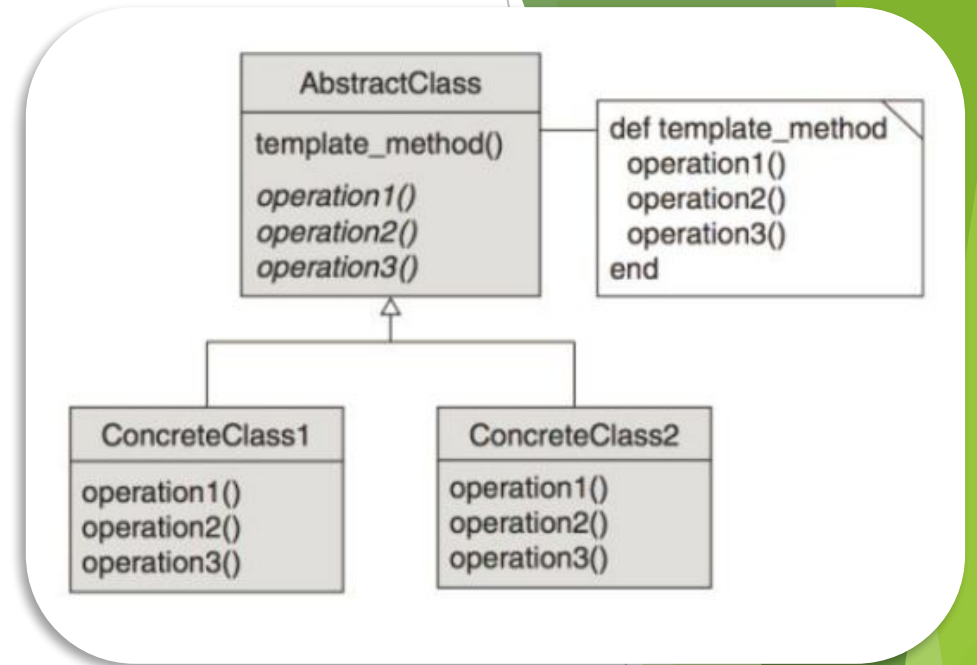 AbstractClass
template_method()
operation1()
operation2()
operation3()
def template_method
operation1()
operation2()
operation3()
end
ConcreteClass1
operation1()
operation2()
operation3()
ConcreteClass2
operation1()
operation2()
operation3()